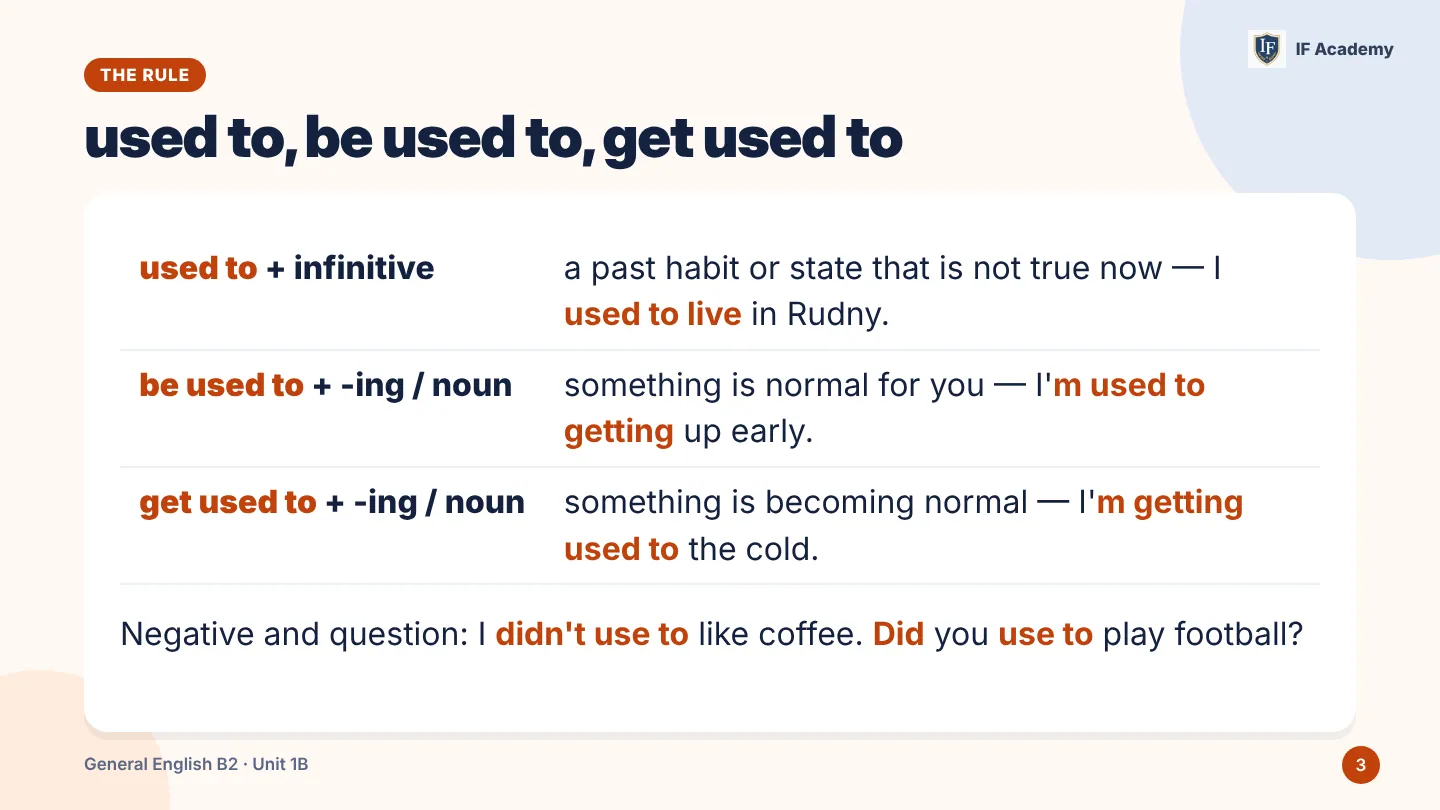 IF IF Academy
THE RULE
used to, be used to, get used to
used to + infinitive
a past habit or state that is not true now — I
used to live in Rudny.
be used to + -ing / noun
something is normal for you — I'm used to
getting up early.
get used to + -ing / noun
something is becoming normal — I'm getting
used to the cold.
Negative and question: I didn't use to like coffee. Did you use to play football?
General English B2 · Unit 1B
3